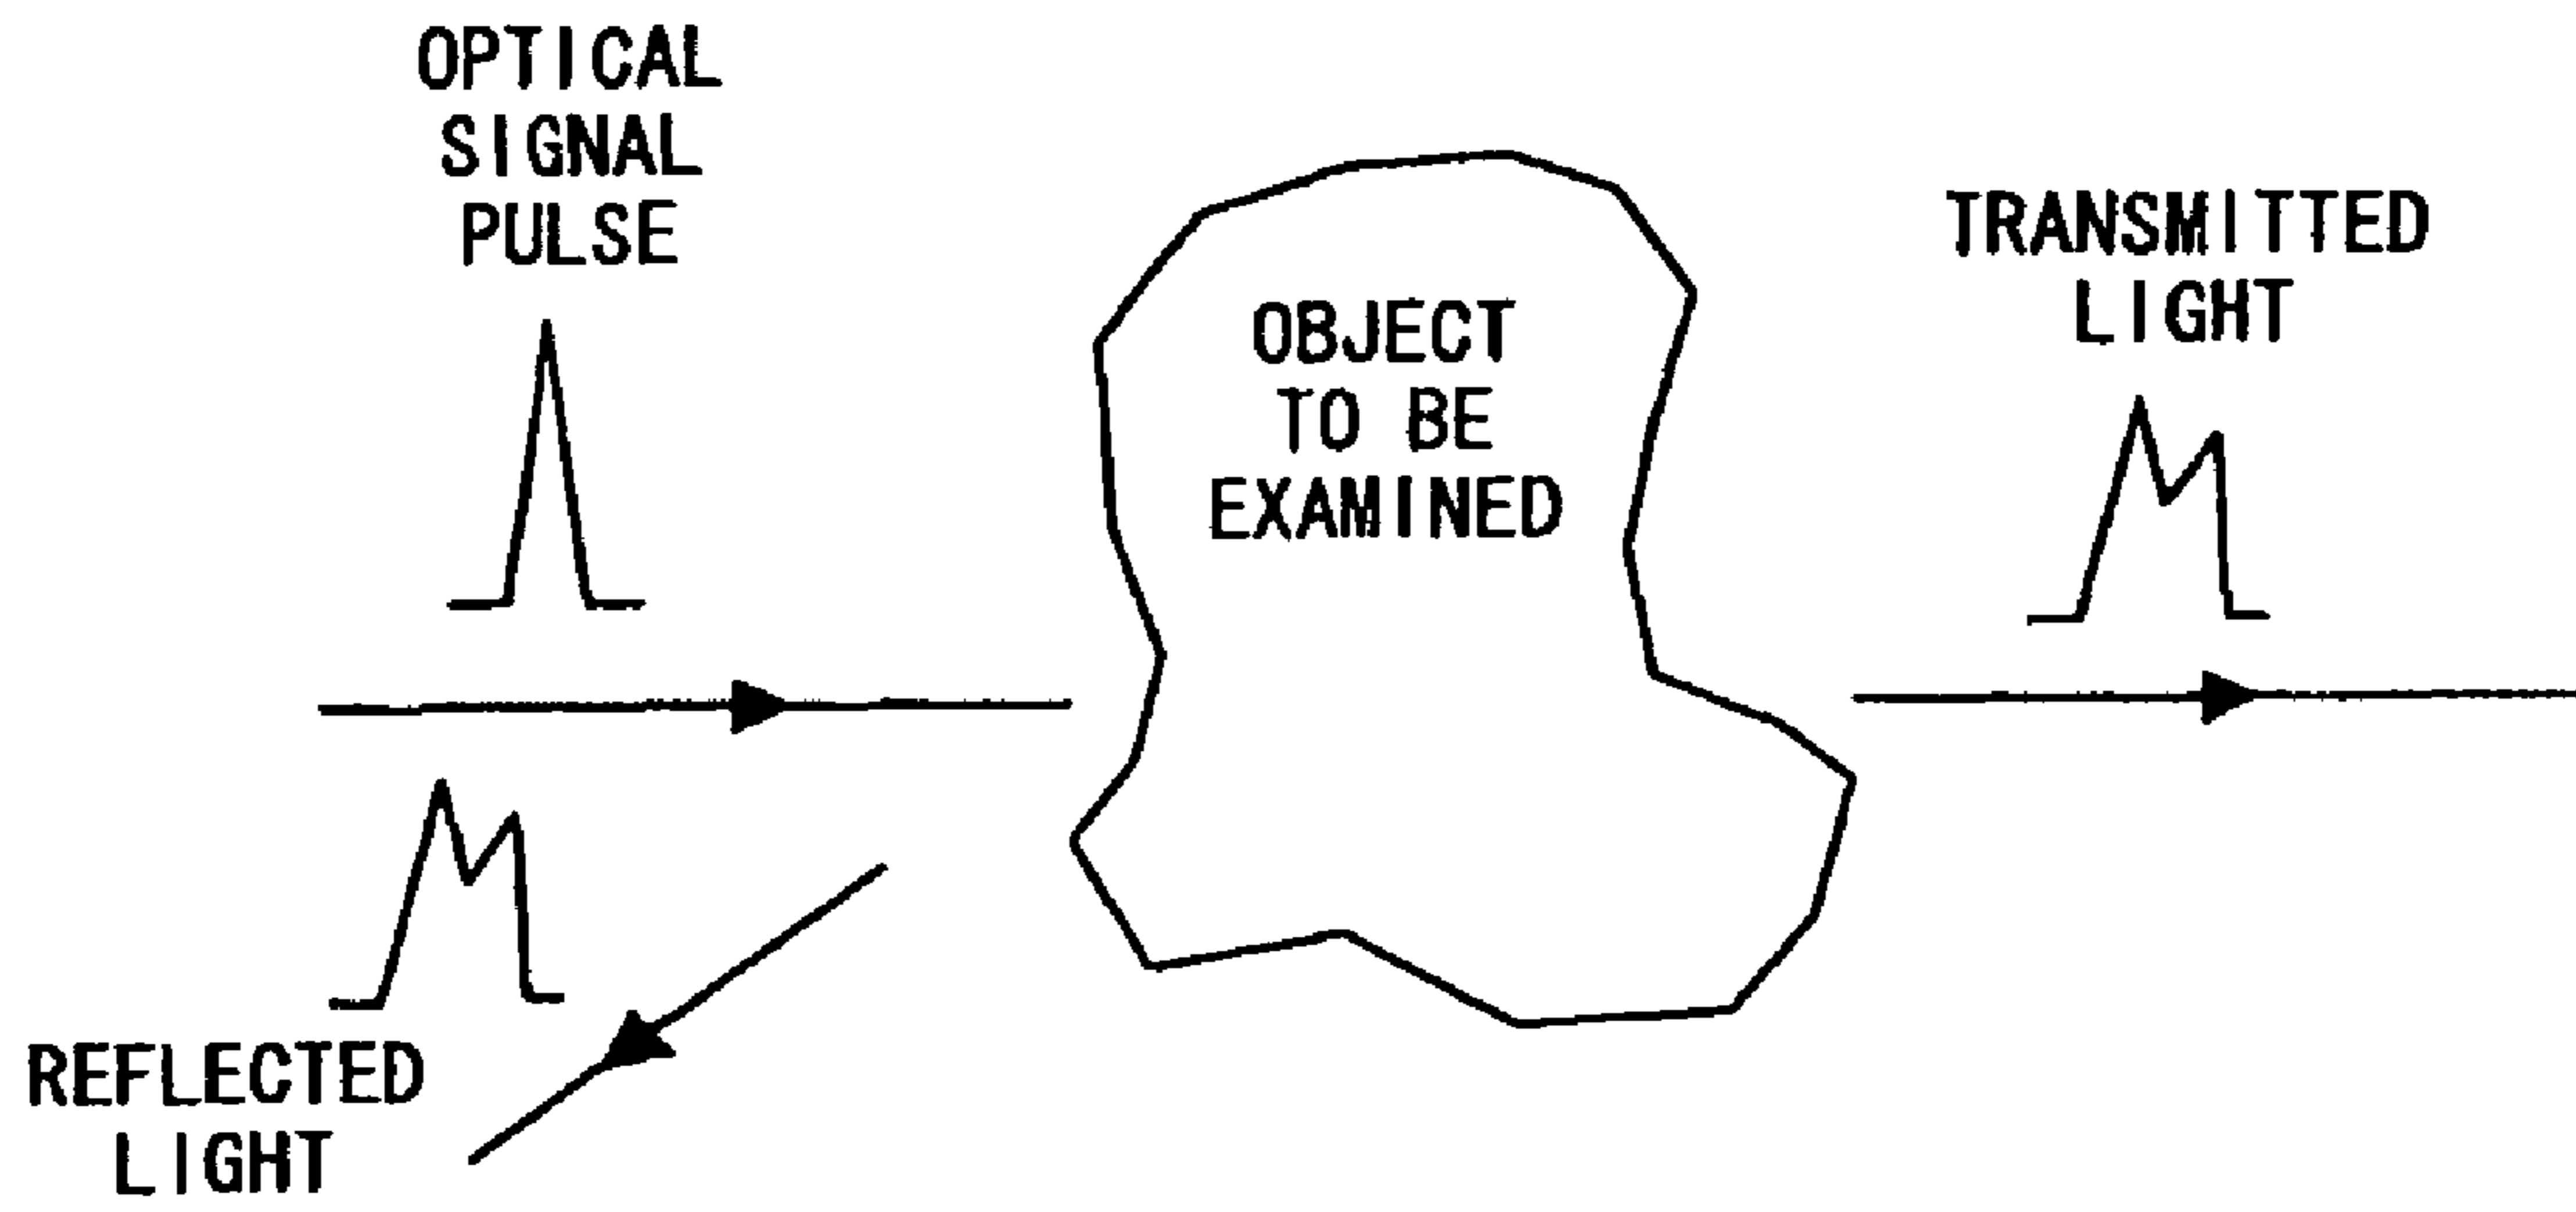 OPTICAL
SIGNAL
PULSE
OBJECT
TO BE
EXAMINED
TRANSMITTED
LIGHT
REFLECTED
LIGHT